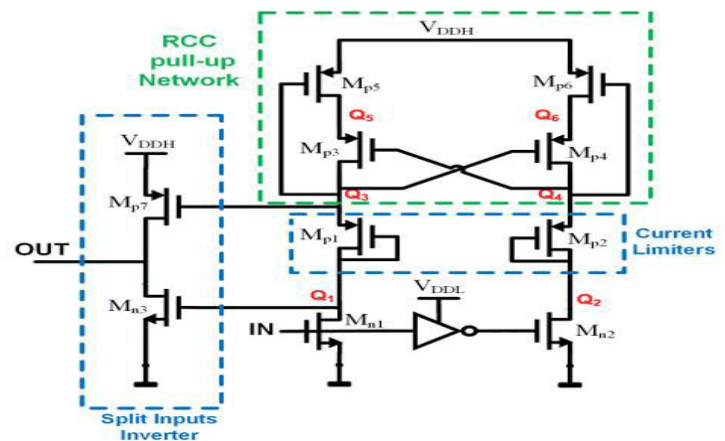 RCC
pull-up
Network
VDDH
Mp5
Mp6
Q5
Q6
VDDH
Mp3
Mp4
Mp7
Q3
Q4
Mp1
Mp2
Current
Limiters
OUT
Q1
VDDL
Q2
Mn3
IN
Mn1
Mn2
Split Inputs
Inverter